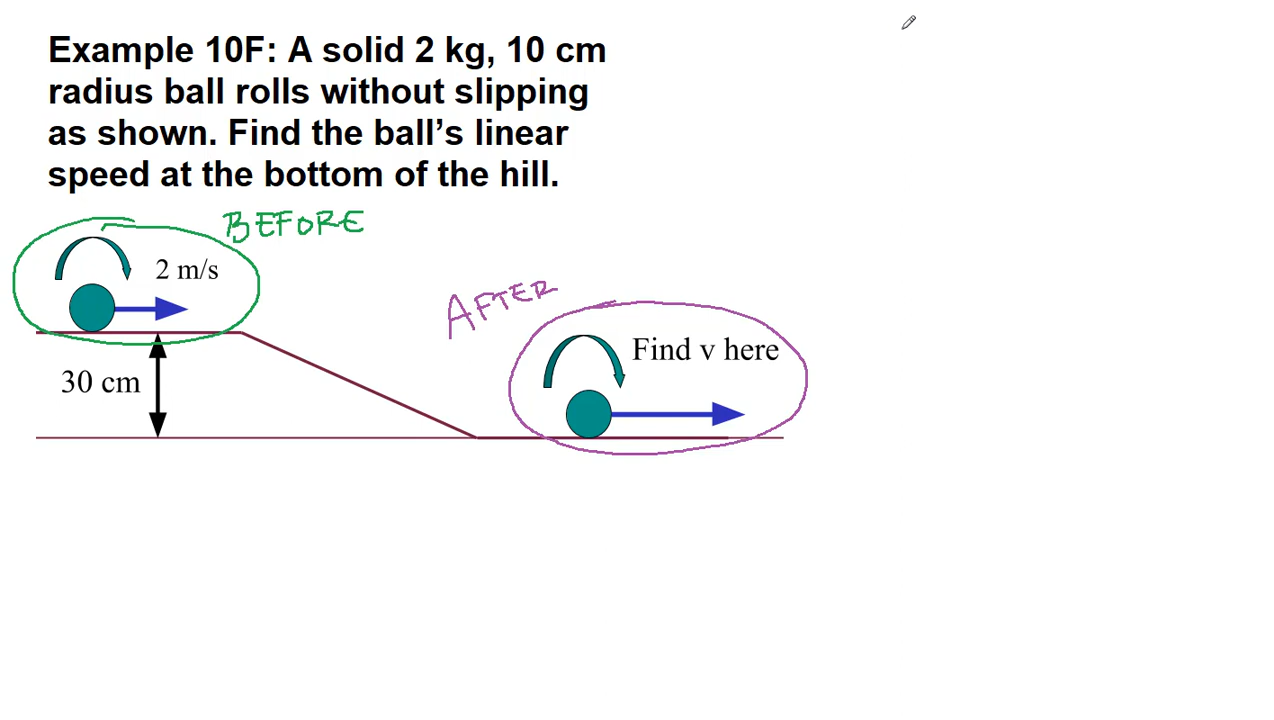 Example 10F: A solid 2 kg, 10 cm
radius ball rolls without slipping
as shown. Find the ball’s linear
speed at the bottom of the hill.
BEFORE
2 m/s
AFTER
Find v here
30 cm